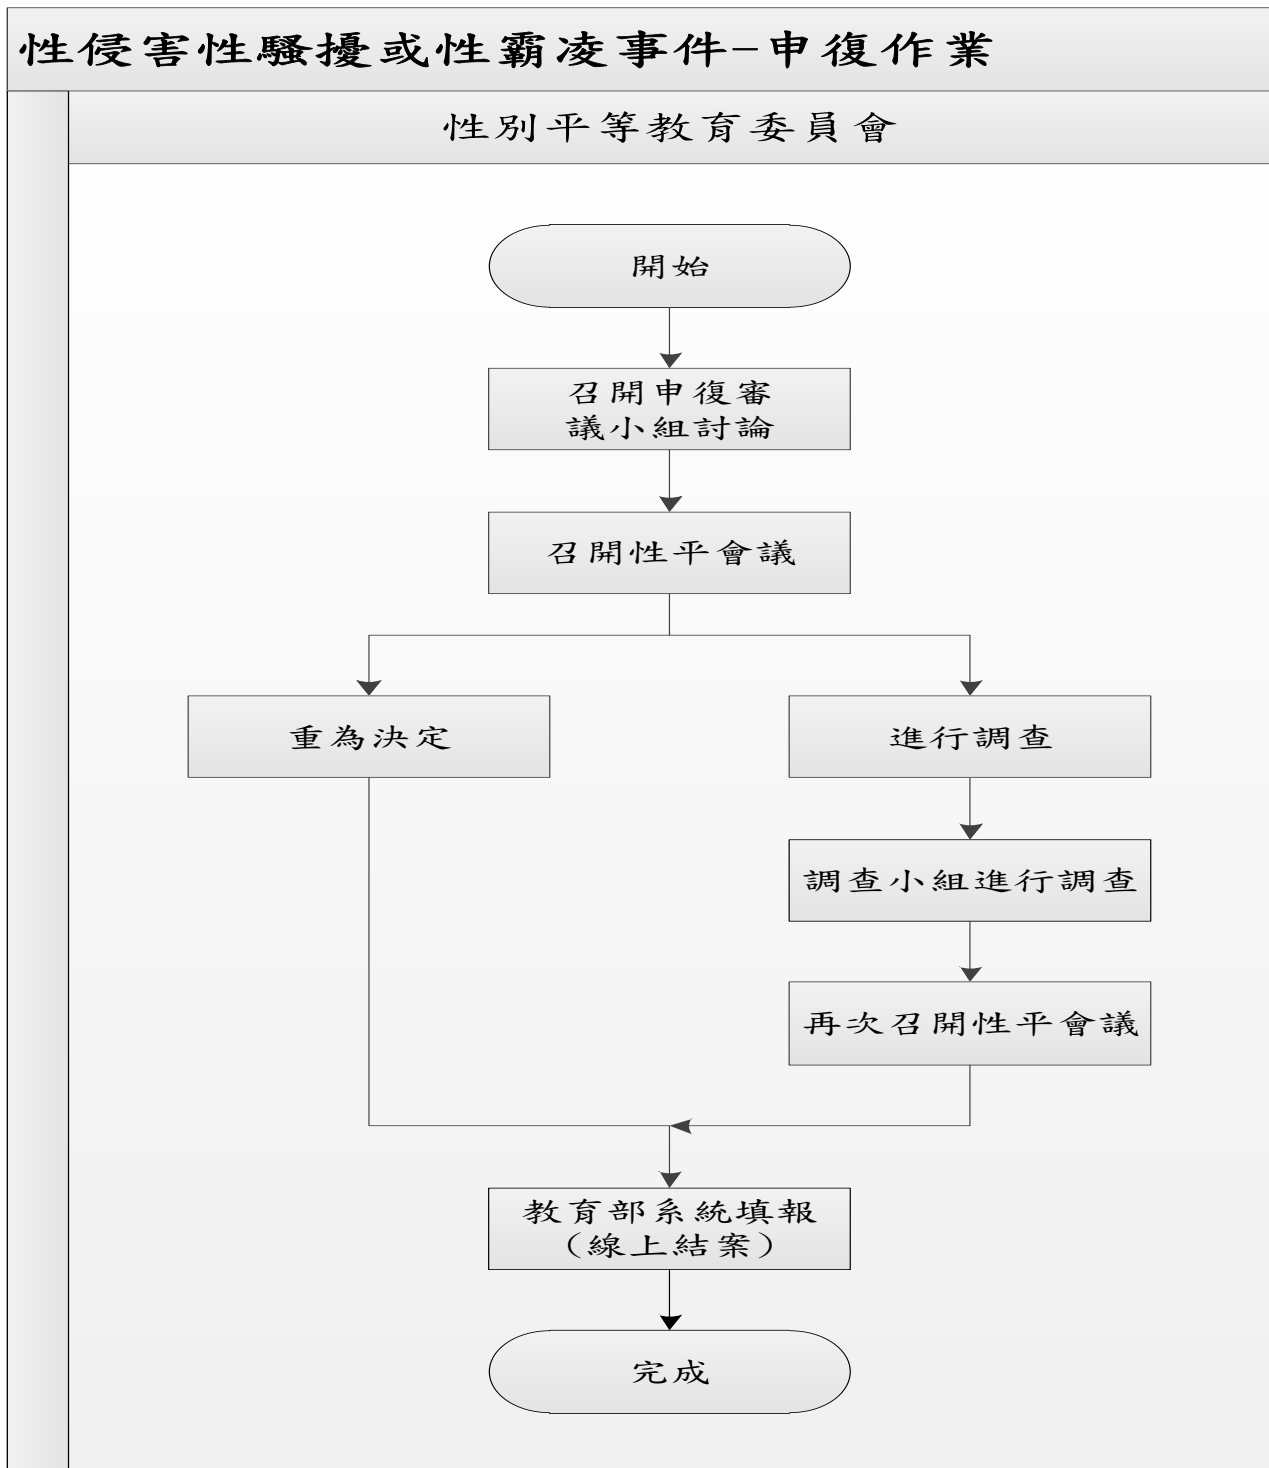 性侵害性騷擾或性霸凌事件-申復作業
性別平等教育委員會
開始
召開申復審
議小組討論
召開性平會議
重為決定
進行調查
調查小組進行調查
再次召開性平會議
教育部系統填報
（線上結案）
完成